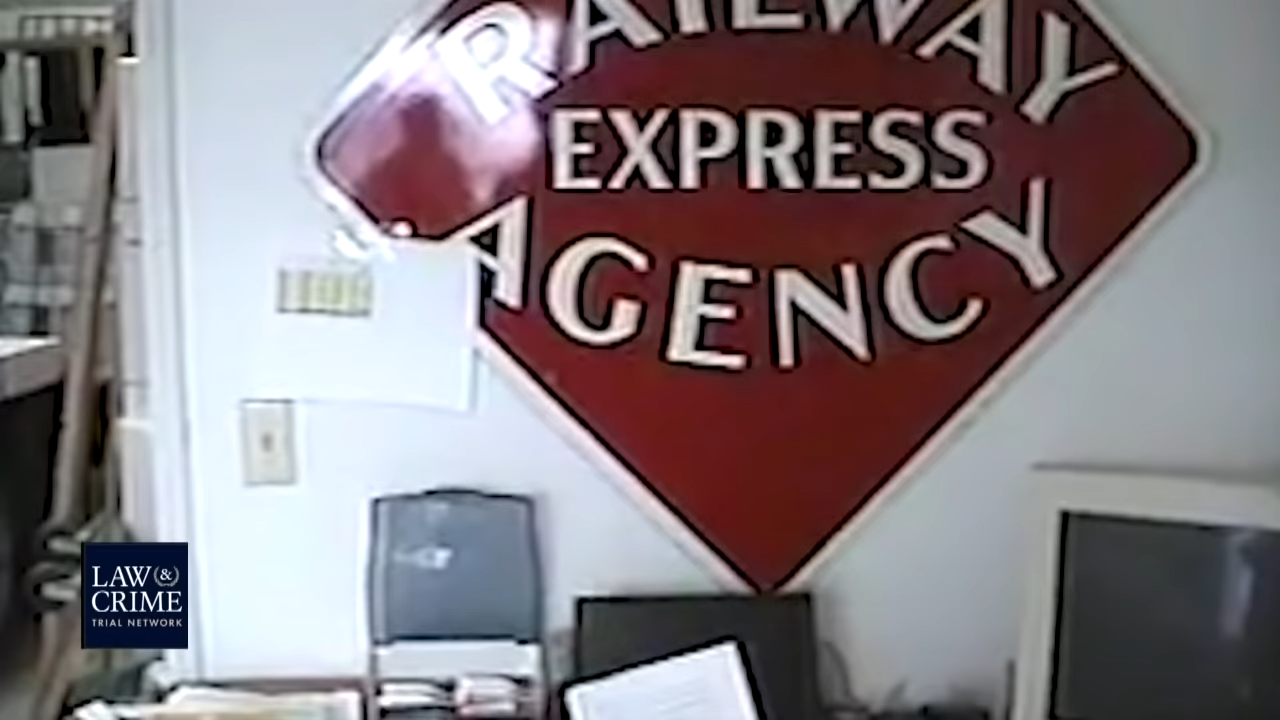 RAILWAY
EXPRESS
AGENCY
LAW & CRIME
TRIAL NETWORK